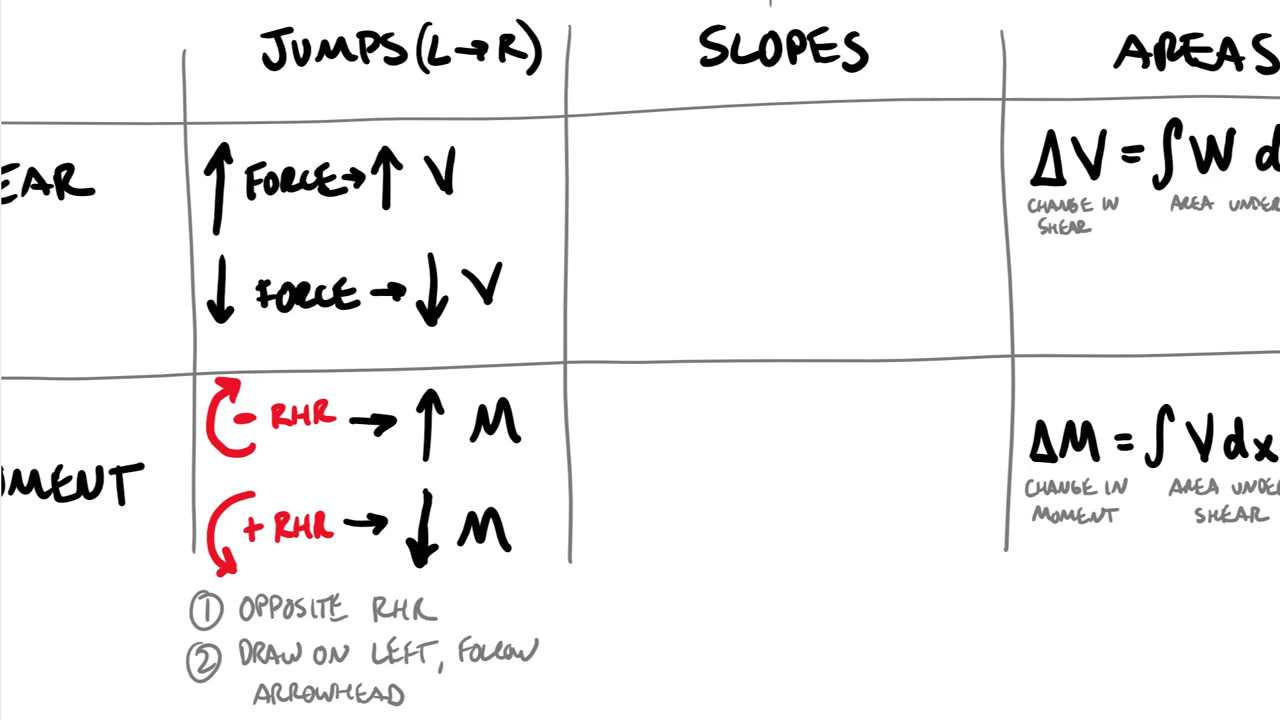 JUMPS (L→R) SLOPES AREAS
EAR ↑ FORCE → ↑ V ΔV = ∫ W d
CHANGE IN SHEAR AREA UNDER
↓ FORCE → ↓ V
- RHR → ↑ M ΔM = ∫ V dx
OMENT CHANGE IN MOMENT AREA UNDE SHEAR
+ RHR → ↓ M
① OPPOSITE RHR
② DRAW ON LEFT, FOLLOW
ARROWHEAD